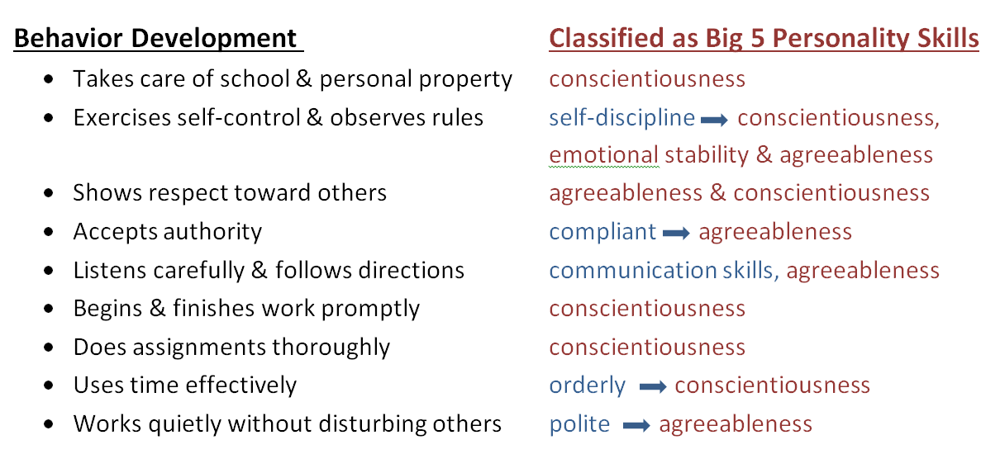 Behavior Development Classified as Big 5 Personality Skills
• Takes care of school & personal property conscientiousness
• Exercises self-control & observes rules self-discipline → conscientiousness,
emotional stability & agreeableness
• Shows respect toward others agreeableness & conscientiousness
• Accepts authority compliant → agreeableness
• Listens carefully & follows directions communication skills, agreeableness
• Begins & finishes work promptly conscientiousness
• Does assignments thoroughly conscientiousness
• Uses time effectively orderly → conscientiousness
• Works quietly without disturbing others polite → agreeableness